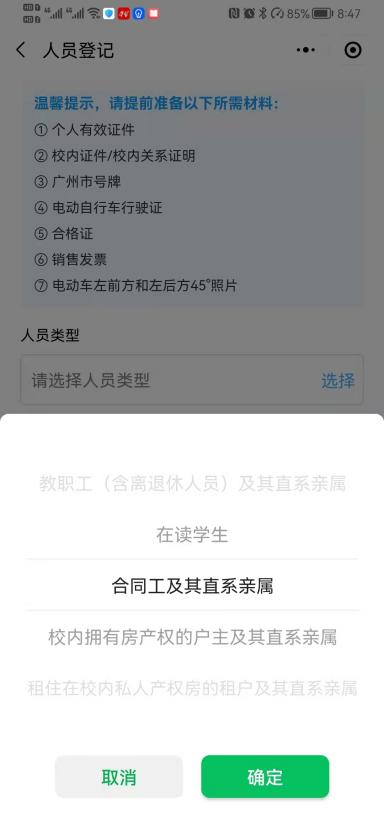 85% 8:47
人员登记
温馨提示，请提前准备以下所需材料：
① 个人有效证件
② 校内证件/校内关系证明
③ 广州市号牌
④ 电动自行车行驶证
⑤ 合格证
⑥ 销售发票
⑦ 电动车左前方和左后方45°照片
人员类型
请选择人员类型 选择
教职工（含离退休人员）及其直系亲属
在读学生
合同工及其直系亲属
校内拥有房产权的户主及其直系亲属
租住在校内私人产权房的租户及其直系亲属
取消 确定